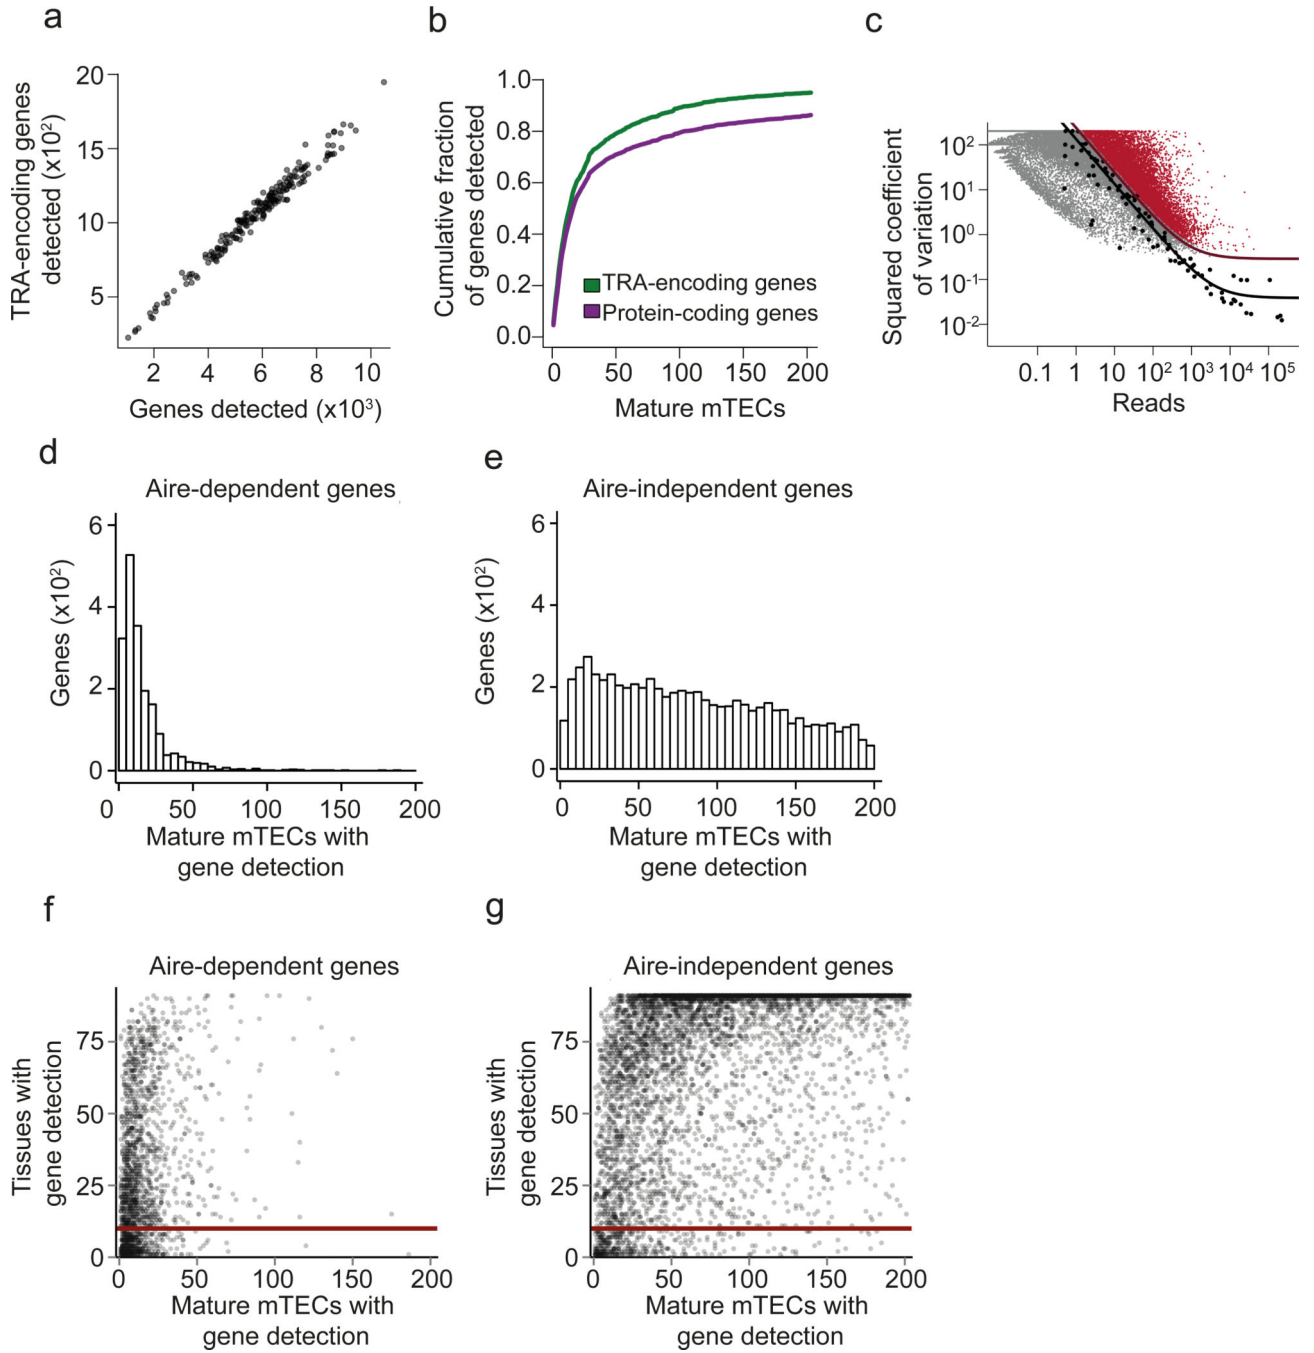 a
TRA-encoding genes
detected (x10²)
20
15
10
5
2 4 6 8 10
Genes detected (x10³)
b
Cumulative fraction
of genes detected
1.0
0.8
0.6
0.4
0.2
0.0
TRA-encoding genes
Protein-coding genes
0 50 100 150 200
Mature mTECs
c
Squared coefficient
of variation
10²
10¹
10⁰
10⁻¹
10⁻²
0.1 1 10 10² 10³ 10⁴ 10⁵
Reads
d
Aire-dependent genes
Genes (x10²)
6
4
2
0
0 50 100 150 200
Mature mTECs with
gene detection
e
Aire-independent genes
Genes (x10²)
6
4
2
0
0 50 100 150 200
Mature mTECs with
gene detection
f
Aire-dependent genes
Tissues with
gene detection
75
50
25
0
0 50 100 150 200
Mature mTECs with
gene detection
g
Aire-independent genes
Tissues with
gene detection
75
50
25
0
0 50 100 150 200
Mature mTECs with
gene detection